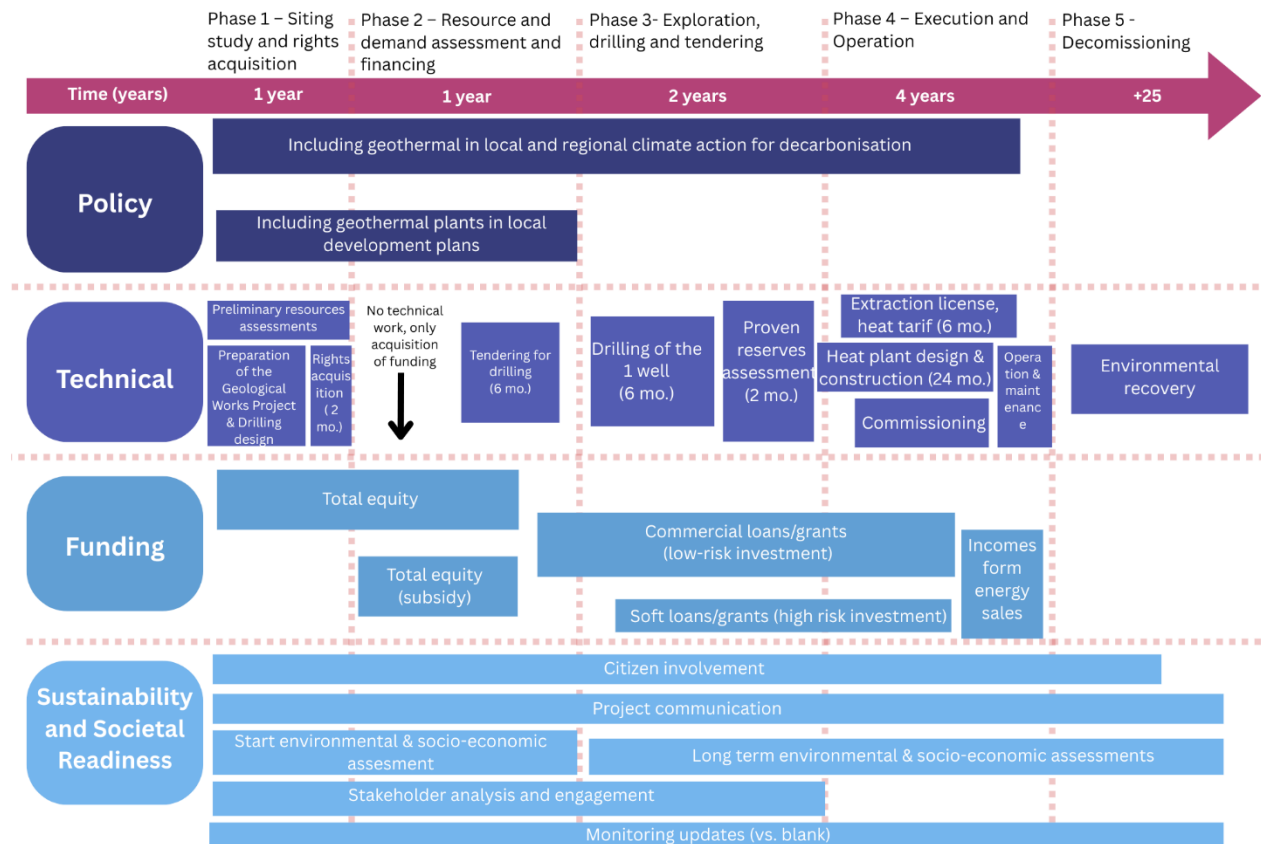 Phase 1 – Siting
study and rights
acquisition
Phase 2 – Resource and
demand assessment and
financing
Phase 3- Exploration,
drilling and tendering
Phase 4 – Execution and
Operation
Phase 5 -
Decomissioning
Time (years)
1 year
1 year
2 years
4 years
+25
Policy
Including geothermal in local and regional climate action for decarbonisation
Including geothermal plants in local
development plans
Technical
Preliminary resources
assessments
Preparation
of the
Geological
Works Project
& Drilling
design
Rights
acquis
ition
( 2
mo.)
No technical
work, only
acquisition
of funding
Tendering for
drilling
(6 mo.)
Drilling of the
1 well
(6 mo.)
Proven
reserves
assessment
(2 mo.)
Extraction license,
heat tarif (6 mo.)
Heat plant design &
construction (24 mo.)
Commissioning
Opera
tion &
maint
enanc
e
Environmental
recovery
Funding
Total equity
Total equity
(subsidy)
Commercial loans/grants
(low-risk investment)
Soft loans/grants (high risk investment)
Incomes
form
energy
sales
Sustainability
and Societal
Readiness
Citizen involvement
Project communication
Start environmental & socio-economic
assesment
Long term environmental & socio-economic assessments
Stakeholder analysis and engagement
Monitoring updates (vs. blank)